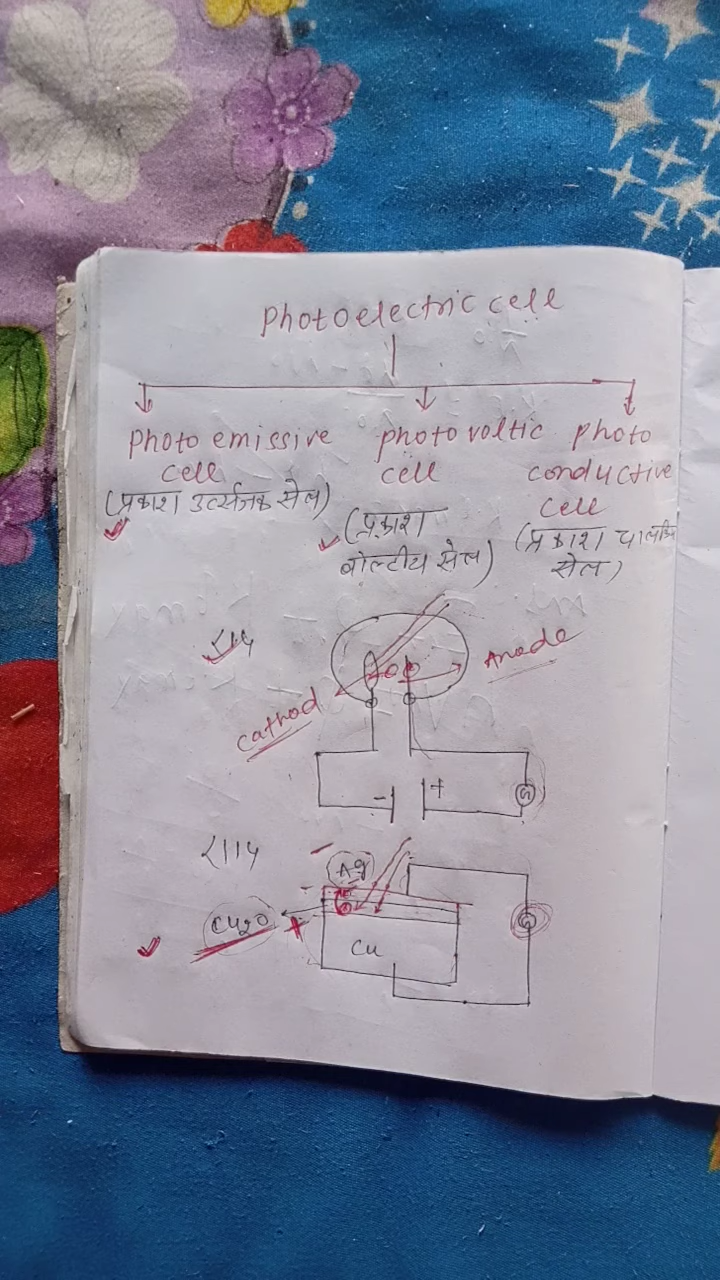 Photoelectric cell
Photo emissive
cell
(प्रकाश उत्सर्जक सेल)
photo voltic
cell
(प्रकाश
वोल्टीय सेल)
photo
conductive
cell
(प्रकाश चालकीय
सेल)
Cathod
Anode
- +
G
Ag
Cu2O
+
Cu
G